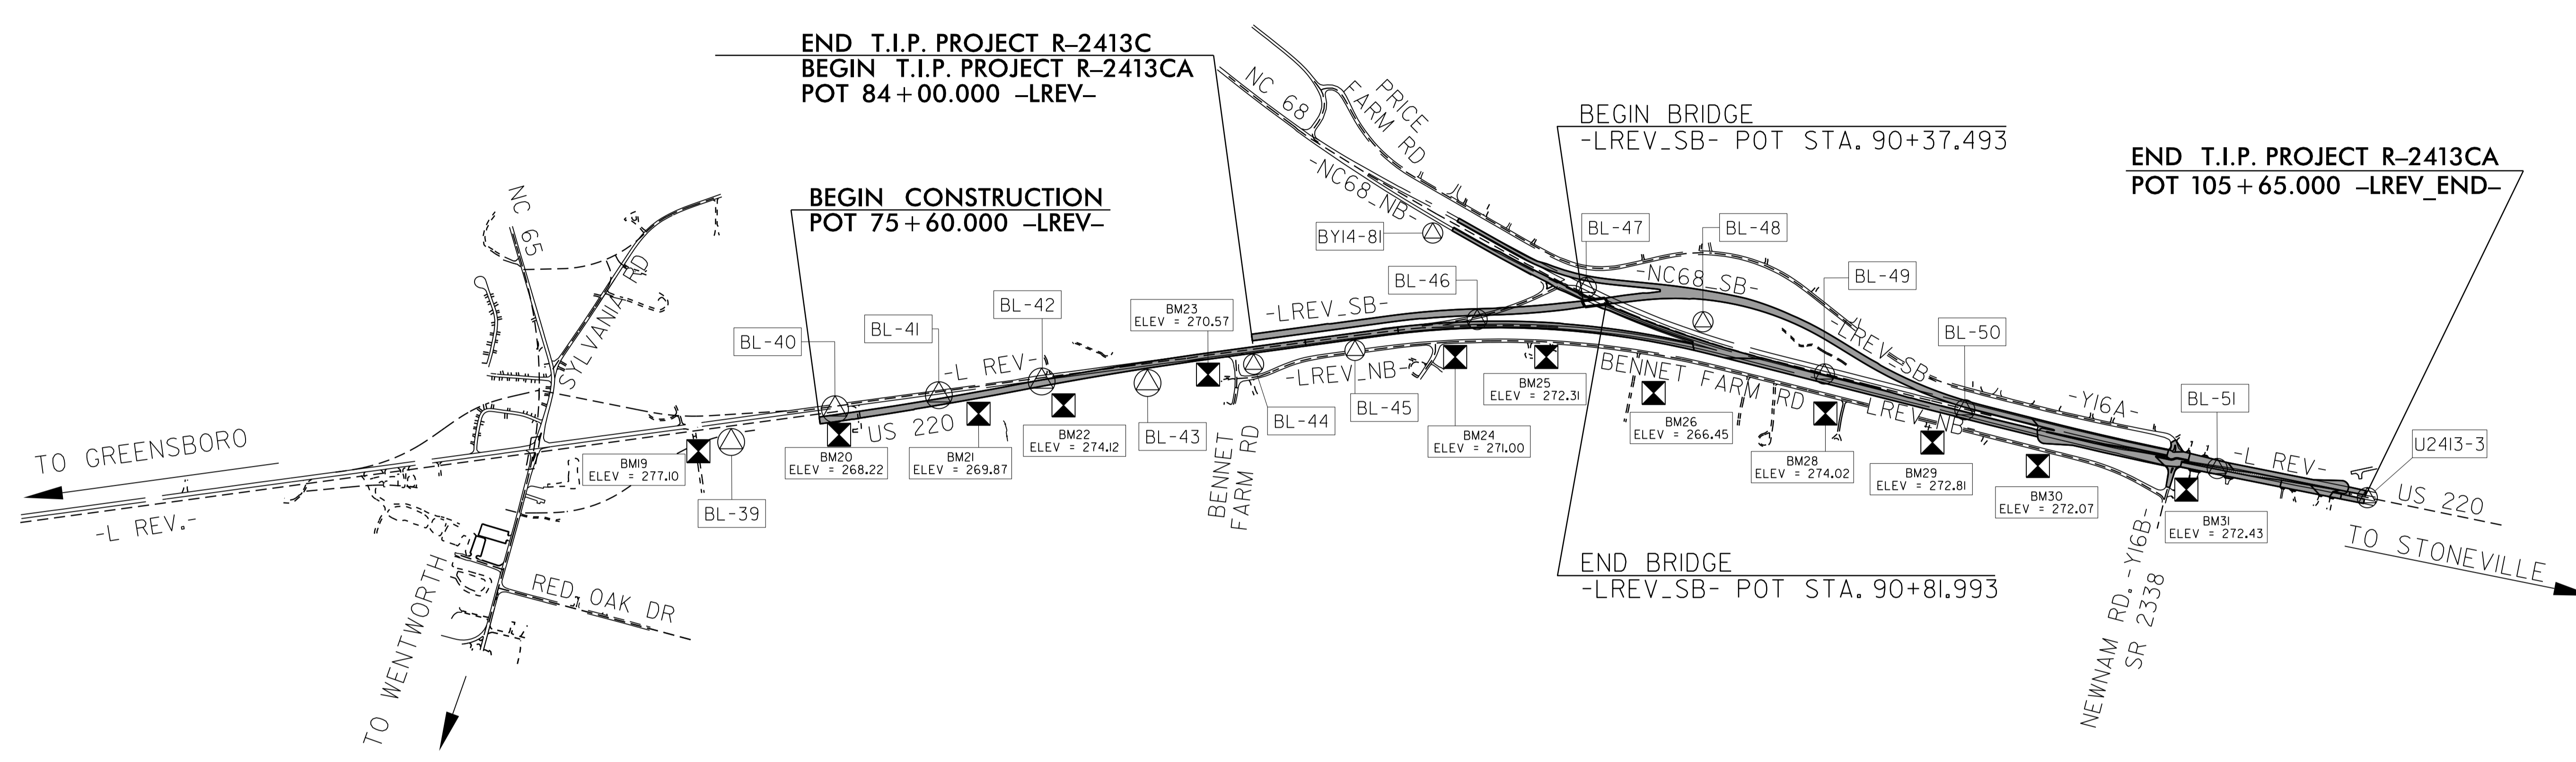 END T.I.P. PROJECT R–2413C
BEGIN T.I.P. PROJECT R–2413CA
POT 84+00.000 –LREV–
BEGIN CONSTRUCTION
POT 75+60.000 –LREV–
BEGIN BRIDGE
-LREV_SB- POT STA. 90+37.493
END T.I.P. PROJECT R–2413CA
POT 105+65.000 –LREV_END–
NC 68
PRICE
FARM RD
-NC68_NB-
BY14-81
BL-47
BL-48
-NC68_SB-
BL-49
BL-46
-LREV_SB-
BM23
ELEV = 270.57
BL-42
BL-41
BL-40
-L REV-
NC 65
SYLVANIA RD
-LREV_SB-
BL-50
-Y16A-
BL-51
-L REV-
U2413-3
US 220
TO STONEVILLE
TO GREENSBORO
-L REV.-
BM19
ELEV = 277.10
BL-39
US 220
BM20
ELEV = 268.22
BM21
ELEV = 269.87
BM22
ELEV = 274.12
BL-43
BENNET
FARM RD
BL-44
-LREV_NB-
BL-45
BM24
ELEV = 271.00
BM25
ELEV = 272.31
BENNET FARM RD
BM26
ELEV = 266.45
LREV_NB
BM28
ELEV = 274.02
BM29
ELEV = 272.81
BM30
ELEV = 272.07
BM31
ELEV = 272.43
NEWNAM RD.-Y16B-
SR 2338
END BRIDGE
-LREV_SB- POT STA. 90+81.993
TO WENTWORTH
RED OAK DR